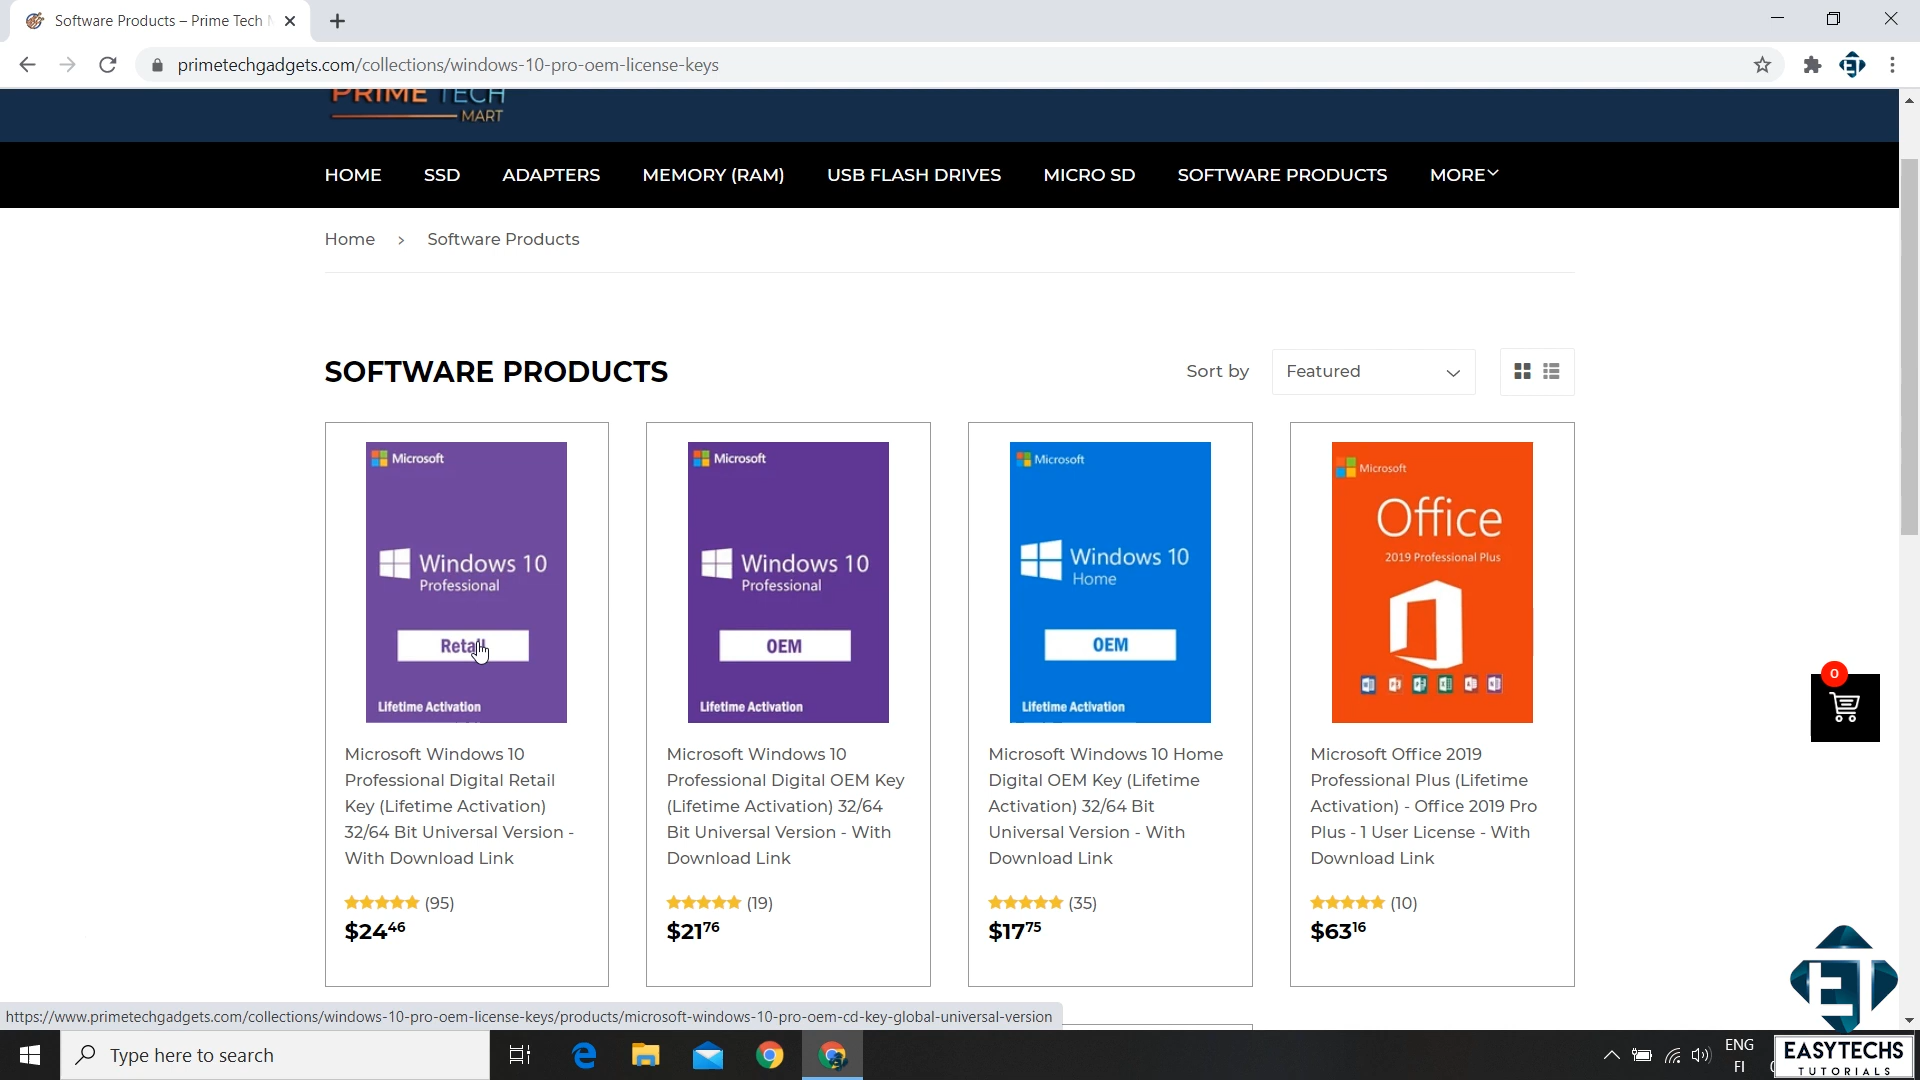 Software Products – Prime Tech
primetechgadgets.com/collections/windows-10-pro-oem-license-keys
PRIME TECH
MART
HOME SSD ADAPTERS MEMORY (RAM) USB FLASH DRIVES MICRO SD SOFTWARE PRODUCTS MORE
Home › Software Products
SOFTWARE PRODUCTS
Sort by Featured
Microsoft
Windows 10
Professional
Retail
Lifetime Activation
Microsoft
Windows 10
Professional
OEM
Lifetime Activation
Microsoft
Windows 10
Home
OEM
Lifetime Activation
Microsoft
Office
2019 Professional Plus
Microsoft Windows 10
Professional Digital Retail
Key (Lifetime Activation)
32/64 Bit Universal Version -
With Download Link
(95)
$2446
Microsoft Windows 10
Professional Digital OEM Key
(Lifetime Activation) 32/64
Bit Universal Version - With
Download Link
(19)
$2176
Microsoft Windows 10 Home
Digital OEM Key (Lifetime
Activation) 32/64 Bit
Universal Version - With
Download Link
(35)
$1775
Microsoft Office 2019
Professional Plus (Lifetime
Activation) - Office 2019 Pro
Plus - 1 User License - With
Download Link
(10)
$6316
0
https://www.primetechgadgets.com/collections/windows-10-pro-oem-license-keys/products/microsoft-windows-10-pro-oem-cd-key-global-universal-version
Type here to search
ENG
FI
ET
EASYTECHS
TUTORIALS